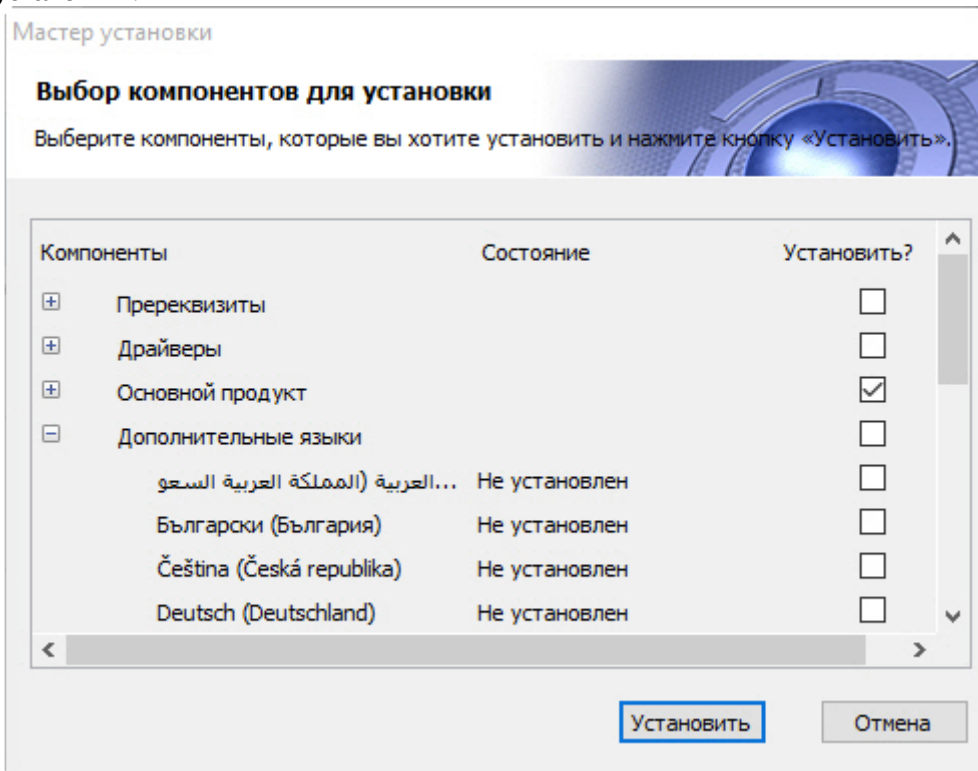 Мастер установки
Выбор компонентов для установки
Выберите компоненты, которые вы хотите установить и нажмите кнопку «Установить».
Компоненты Состояние Установить?
Пререквизиты
Драйверы
Основной продукт
Дополнительные языки
العربية (المملكة العربية السعو... Не установлен
Български (България) Не установлен
Čeština (Česká republika) Не установлен
Deutsch (Deutschland) Не установлен
Установить Отмена